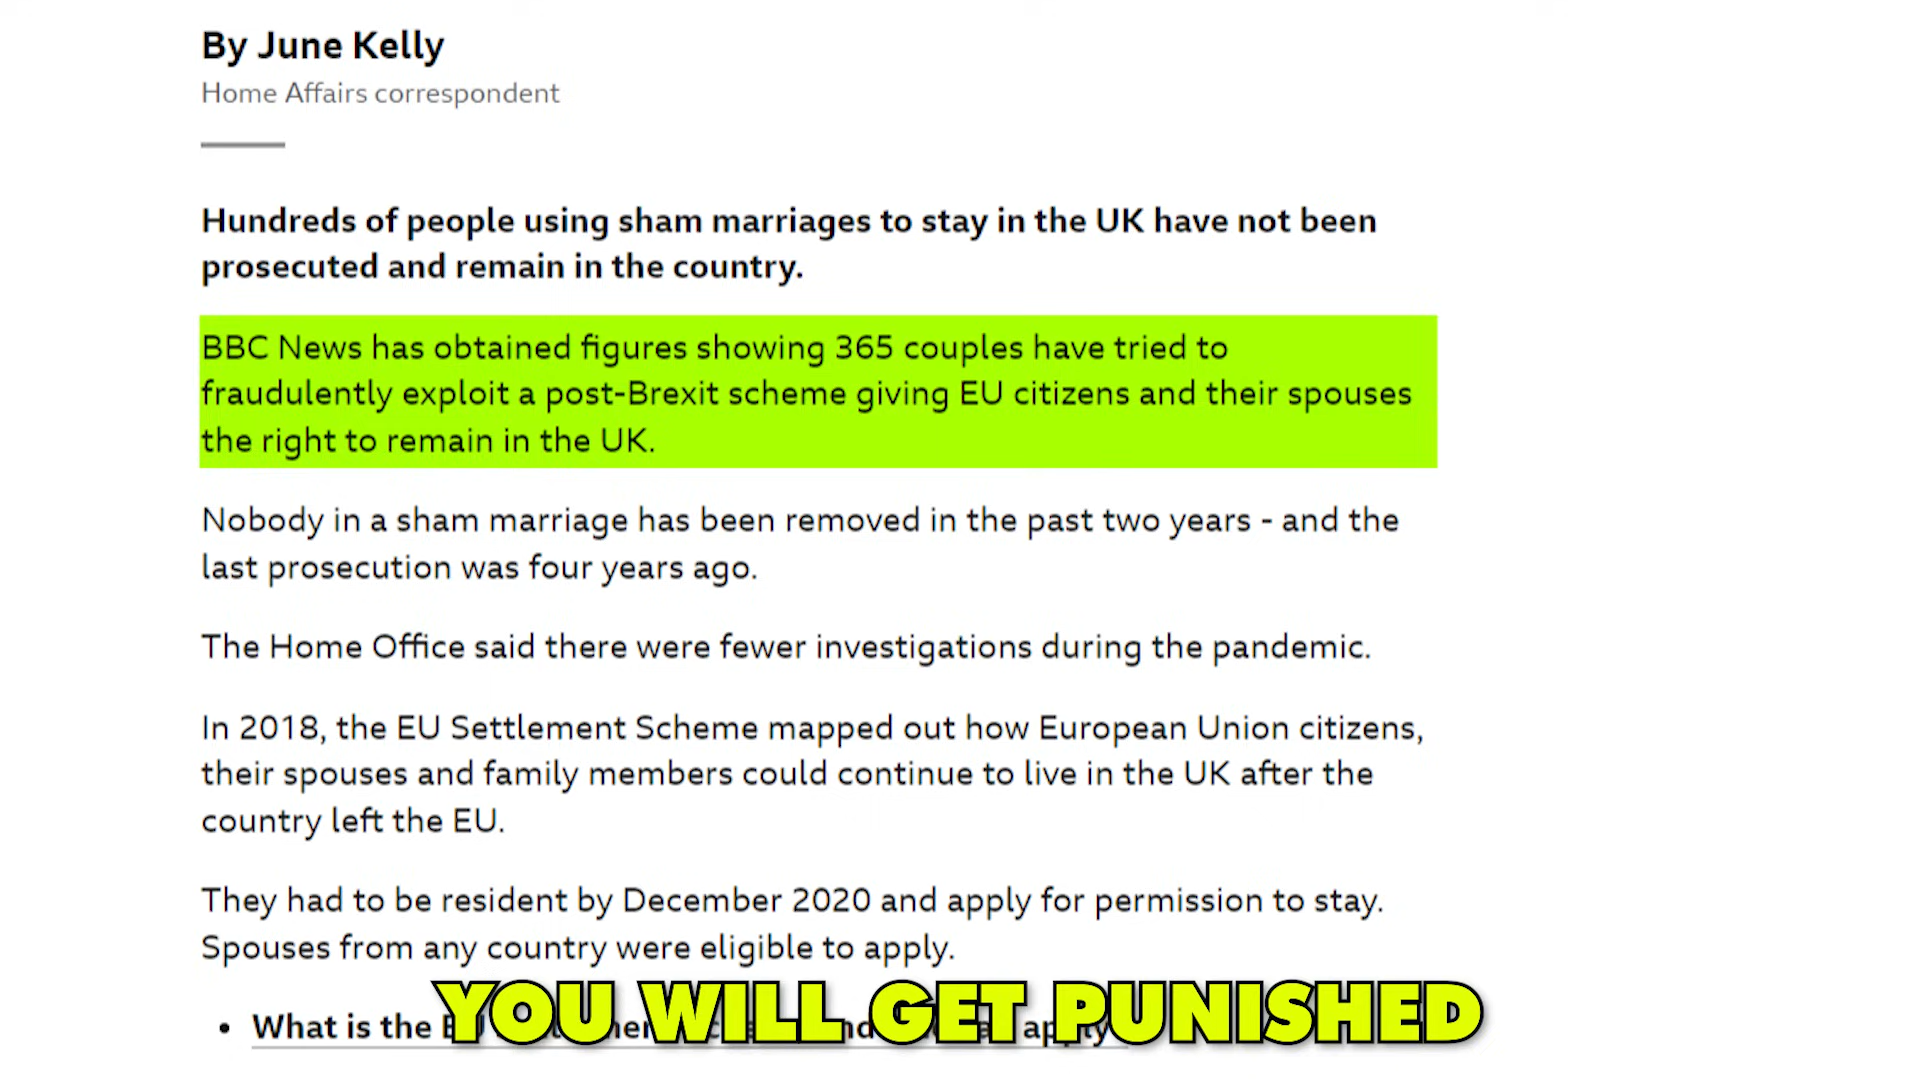 By June Kelly
Home Affairs correspondent
Hundreds of people using sham marriages to stay in the UK have not been
prosecuted and remain in the country.
BBC News has obtained figures showing 365 couples have tried to
fraudulently exploit a post-Brexit scheme giving EU citizens and their spouses
the right to remain in the UK.
Nobody in a sham marriage has been removed in the past two years - and the
last prosecution was four years ago.
The Home Office said there were fewer investigations during the pandemic.
In 2018, the EU Settlement Scheme mapped out how European Union citizens,
their spouses and family members could continue to live in the UK after the
country left the EU.
They had to be resident by December 2020 and apply for permission to stay.
Spouses from any country were eligible to apply.
• What is the
YOU WILL GET PUNISHED